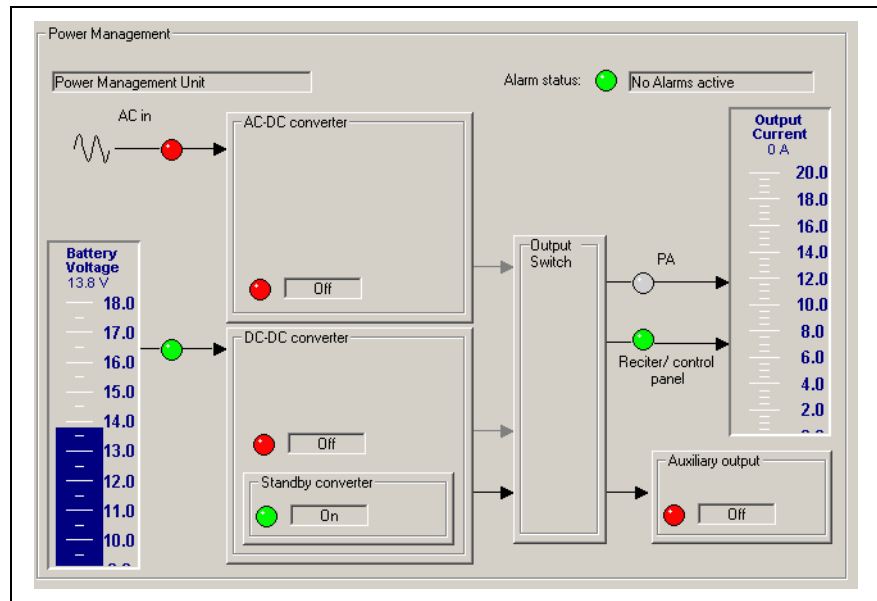 Power Management
Power Management Unit
Alarm status:
No Alarms active
AC in
AC-DC converter
Off
Output
Current
0 A
20.0
18.0
16.0
14.0
12.0
10.0
8.0
6.0
4.0
2.0
Battery
Voltage
13.8 V
18.0
17.0
16.0
15.0
14.0
13.0
12.0
11.0
10.0
DC-DC converter
Off
Standby converter
On
Output
Switch
PA
Reciter/ control
panel
Auxiliary output
Off